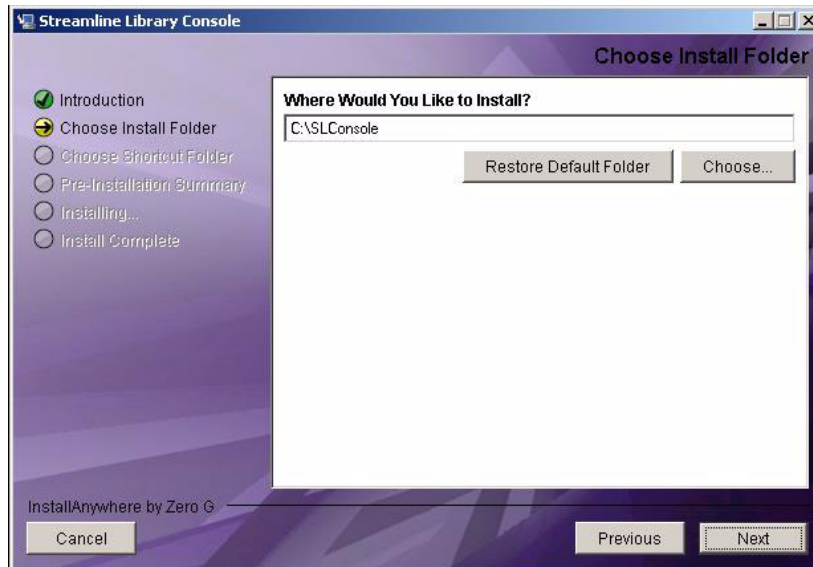 Streamline Library Console
Choose Install Folder
Introduction
Choose Install Folder
Choose Shortcut Folder
Pre-Installation Summary
Installing...
Install Complete
Where Would You Like to Install?
C:\SLConsole
Restore Default Folder
Choose...
InstallAnywhere by Zero G
Cancel
Previous
Next